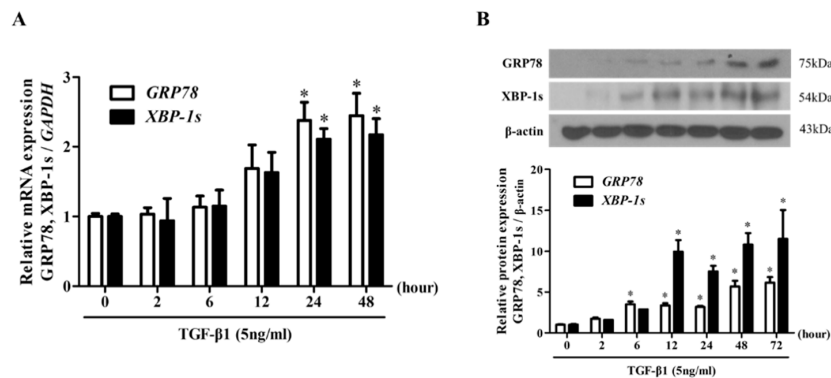 A
Relative mRNA expression
GRP78, XBP-1s / GAPDH
3
2
1
0
GRP78
XBP-1s
* * * *
0 2 6 12 24 48 (hour)
TGF-β1 (5ng/ml)
B
GRP78 75kDa
XBP-1s 54kDa
β-actin 43kDa
Relative protein expression
GRP78, XBP-1s / β-actin
20
15
10
5
0
GRP78
XBP-1s
* * * * * * * * *
0 2 6 12 24 48 72 (hour)
TGF-β1 (5ng/ml)